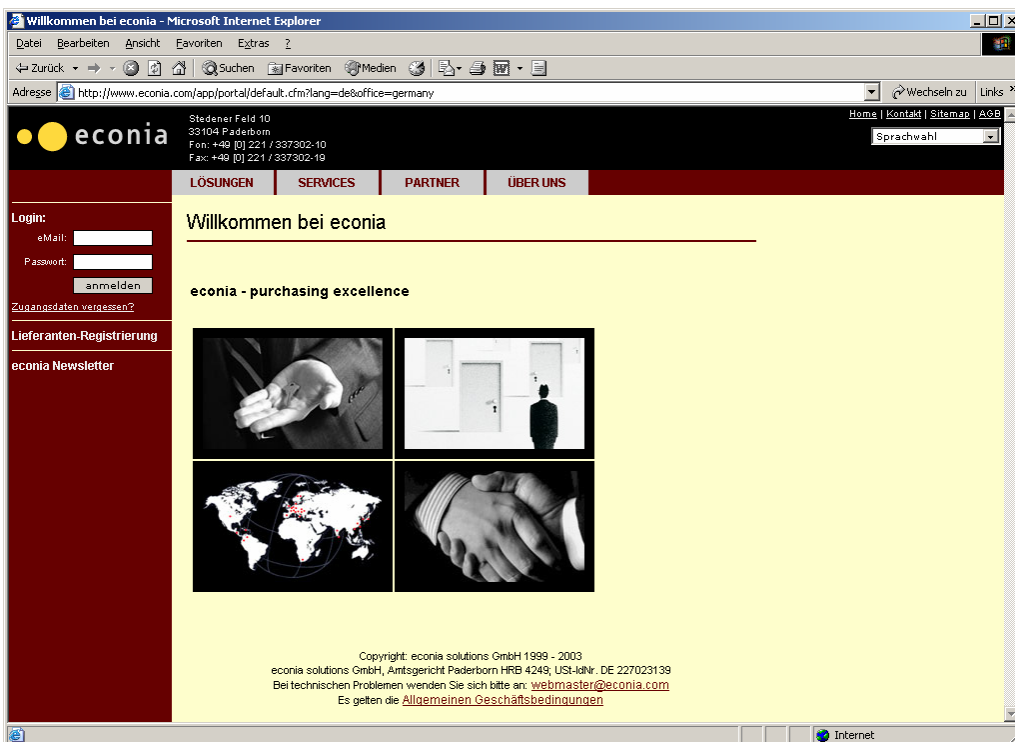 Willkommen bei econia - Microsoft Internet Explorer
Datei Bearbeiten Ansicht Favoriten Extras ?
Zurück Suchen Favoriten Medien
Adresse http://www.econia.com/app/portal/default.cfm?lang=de&office=germany Wechseln zu Links »
econia
Stedener Feld 10
33104 Paderborn
Fon: +49 [0] 221 / 337302-10
Fax: +49 [0] 221 / 337302-19
Home | Kontakt | Sitemap | AGB
Sprachwahl
LÖSUNGEN SERVICES PARTNER ÜBER UNS
Login:
eMail:
Passwort:
anmelden
Zugangsdaten vergessen?
Lieferanten-Registrierung
econia Newsletter
Willkommen bei econia
econia - purchasing excellence
Copyright: econia solutions GmbH 1999 - 2003
econia solutions GmbH, Amtsgericht Paderborn HRB 4249; USt-IdNr. DE 227023139
Bei technischen Problemen wenden Sie sich bitte an: webmaster@econia.com
Es gelten die Allgemeinen Geschäftsbedingungen
Internet